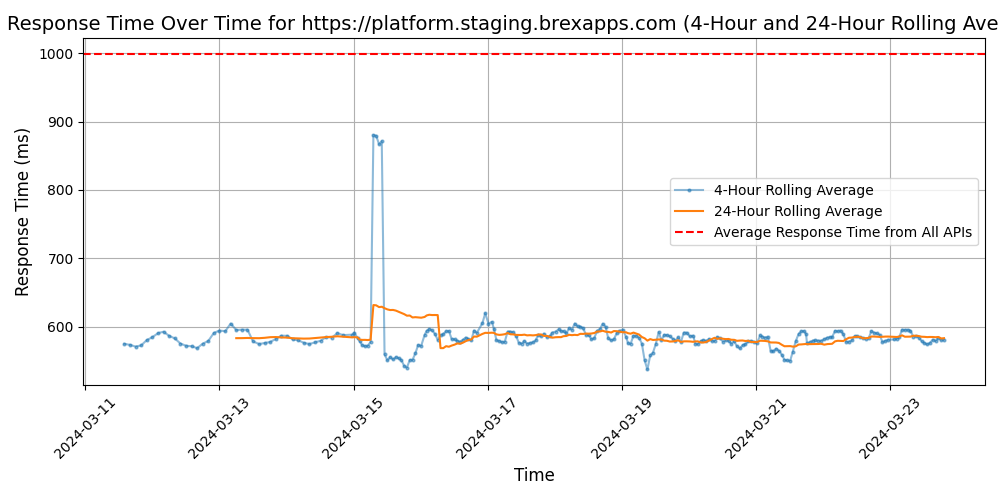 Response Time Over Time for https://platform.staging.brexapps.com (4-Hour and 24-Hour Rolling Ave
1000
900
800
700
600
Response Time (ms)
4-Hour Rolling Average
24-Hour Rolling Average
Average Response Time from All APIs
2024-03-11
2024-03-13
2024-03-15
2024-03-17
2024-03-19
2024-03-21
2024-03-23
Time